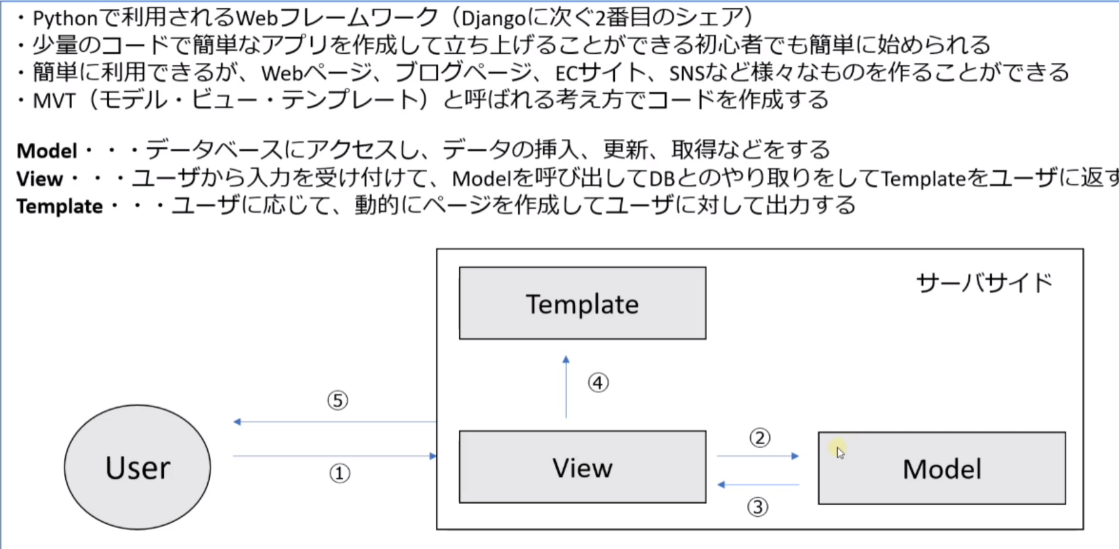 ・Pythonで利用されるWebフレームワーク（Djangoに次ぐ2番目のシェア）
・少量のコードで簡単なアプリを作成して立ち上げることができる初心者でも簡単に始められる
・簡単に利用できるが、Webページ、ブログページ、ECサイト、SNSなど様々なものを作ることができる
・MVT（モデル・ビュー・テンプレート）と呼ばれる考え方でコードを作成する
Model・・・データベースにアクセスし、データの挿入、更新、取得などをする
View・・・ユーザから入力を受け付けて、Modelを呼び出してDBとのやり取りをしてTemplateをユーザに返す
Template・・・ユーザに応じて、動的にページを作成してユーザに対して出力する
サーバサイド
Template
④
⑤
①
User
View
②
③
Model